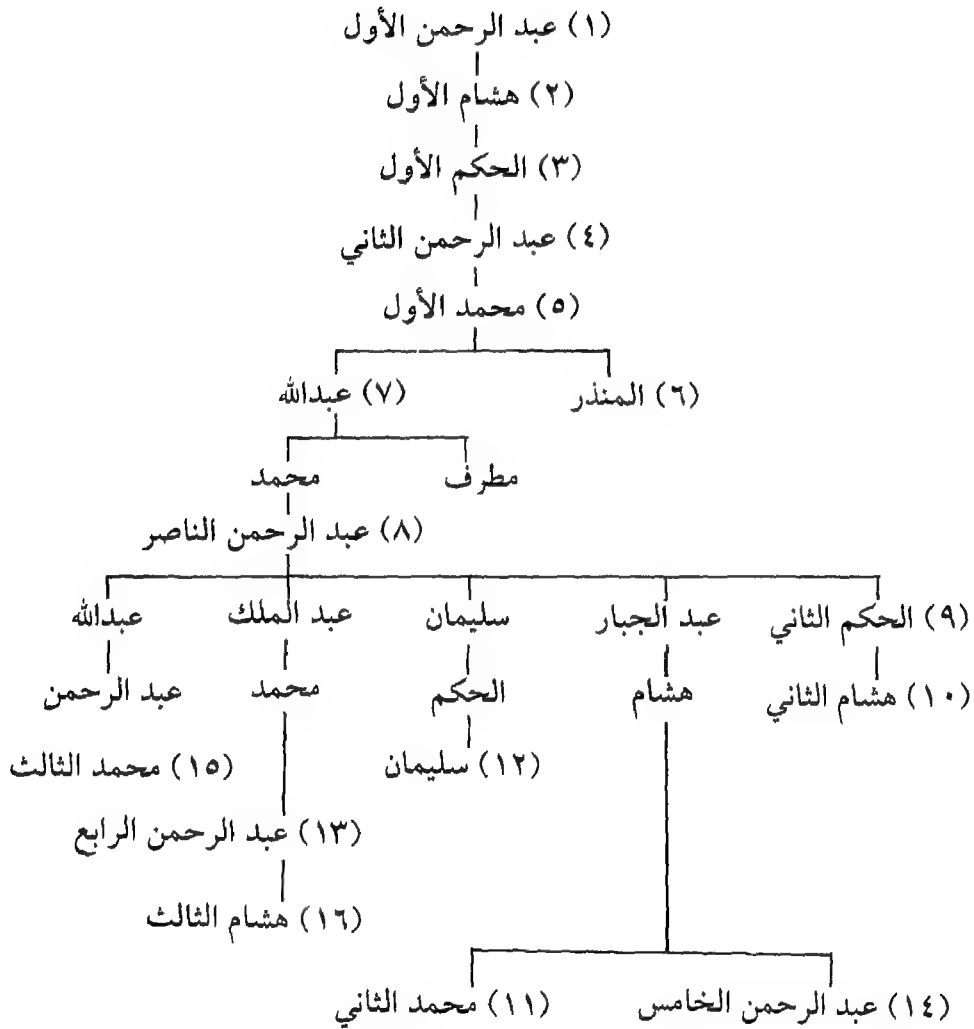 (١) عبد الرحمن الأول
(٢) هشام الأول
(٣) الحكم الأول
(٤) عبد الرحمن الثاني
(٥) محمد الأول
(٦) المنذر
(٧) عبدالله
مطرف
محمد
(٨) عبد الرحمن الناصر
(٩) الحكم الثاني
عبد الجبار
سليمان
عبد الملك
عبدالله
(١٠) هشام الثاني
هشام
الحكم
محمد
عبد الرحمن
(١٢) سليمان
(١٥) محمد الثالث
(١٣) عبد الرحمن الرابع
(١٦) هشام الثالث
(١٤) عبد الرحمن الخامس
(١١) محمد الثاني